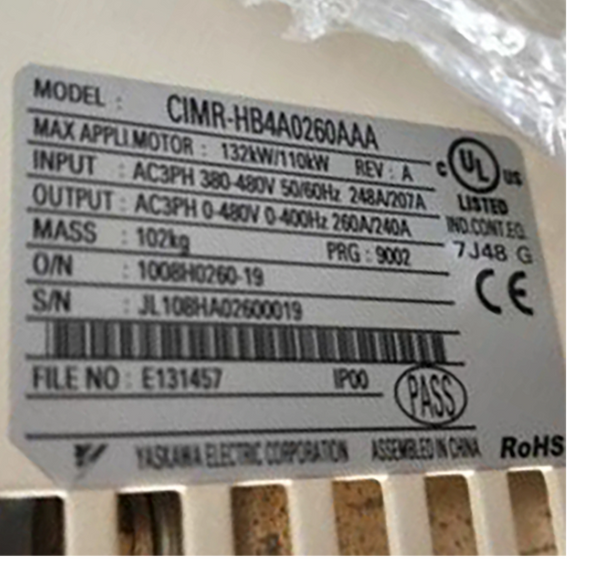 MODEL : CIMR-HB4A0260AAA
MAX APPLI.MOTOR : 132kW/110kW REV : A
INPUT : AC3PH 380-480V 50/60Hz 248A/207A
OUTPUT : AC3PH 0-480V 0-400Hz 260A/240A
MASS : 102kg PRG : 9002
O/N : 1008H0260-19
S/N : JL108HA02600019
FILE NO : E131457 IP00
C UL US
LISTED
IND.CONT.EQ.
7J48 G
CE
PASS
YASKAWA ELECTRIC CORPORATION ASSEMBLED IN CHINA RoHS